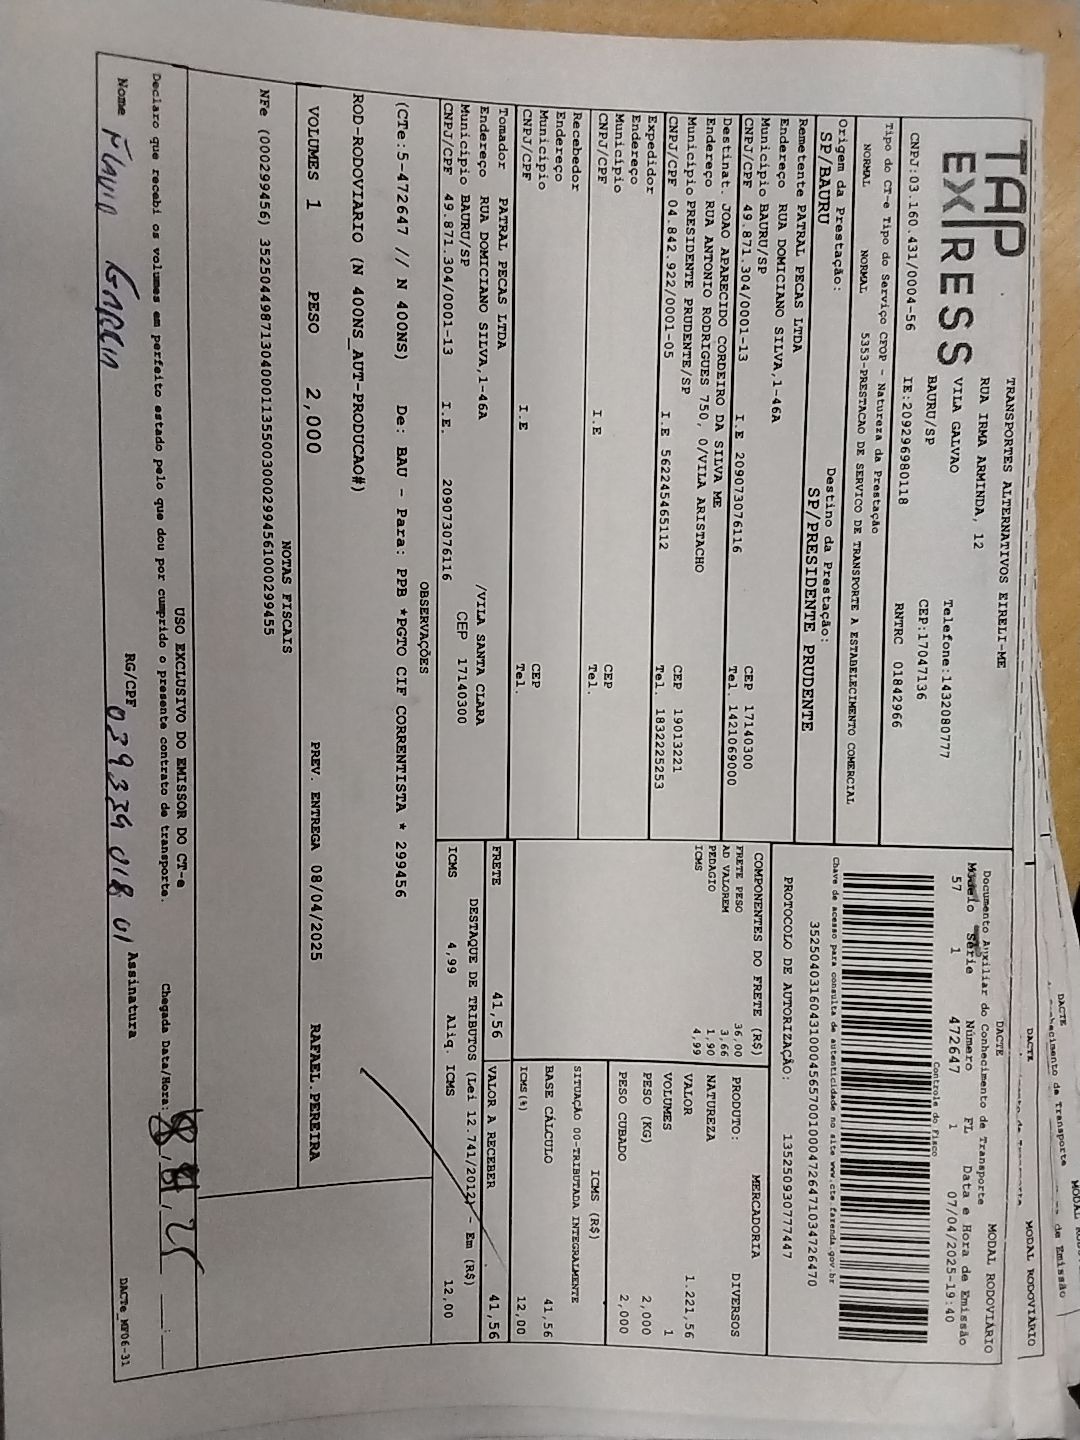 TAP
EXPRESS
TRANSPORTES ALTERNATIVOS EIRELI-ME
RUA IRMA ARMINDA, 12
VILA GALVAO
BAURU/SP
Telefone:1432080777
CEP:17047136
CNPJ:03.160.431/0004-56 IE:209296980118 RNTRC 01842966
Tipo do CT-e Tipo do Serviço CFOP - Natureza da Prestação
NORMAL NORMAL 5353-PRESTACAO DE SERVICO DE TRANSPORTE A ESTABELECIMENTO COMERCIAL
Origem da Prestação: Destino da Prestação:
SP/BAURU SP/PRESIDENTE PRUDENTE
Remetente PATRAL PECAS LTDA
Endereço RUA DOMICIANO SILVA,1-46A
Município BAURU/SP CEP 17140300
CNPJ/CPF 49.871.304/0001-13 I.E 209073076116 Tel. 1421069000
Destinat. JOAO APARECIDO CORDEIRO DA SILVA ME
Endereço RUA ANTONIO RODRIGUES 750, 0/VILA ARISTACHO
Município PRESIDENTE PRUDENTE/SP CEP 19013221
CNPJ/CPF 04.842.922/0001-05 I.E 562245465112 Tel. 1832225253
Expedidor
Endereço
Município CEP
CNPJ/CPF I.E Tel.
Recebedor
Endereço
Município CEP
CNPJ/CPF I.E Tel.
Tomador PATRAL PECAS LTDA
Endereço RUA DOMICIANO SILVA,1-46A /VILA SANTA CLARA
Município BAURU/SP CEP 17140300
CNPJ/CPF 49.871.304/0001-13 I.E. 209073076116
DACTE MODAL RODOVIÁRIO
Documento Auxiliar do Conhecimento de Transporte
Modelo Série Número FL Data e Hora de Emissão
57 1 472647 1 07/04/2025-19:40
Controle do Fisco
Chave de acesso para consulta de autenticidade no site www.cte.fazenda.gov.br
35250403160431000456570010004726471034726470
PROTOCOLO DE AUTORIZAÇÃO: 135250930777447
COMPONENTES DO FRETE (R$)
FRETE PESO 36,00
AD VALOREM 3,66
PEDAGIO 1,90
ICMS 4,99
MERCADORIA
PRODUTO: DIVERSOS
NATUREZA
VALOR 1.221,56
VOLUMES 1
PESO (KG) 2,000
PESO CUBADO 2,000
ICMS (R$)
SITUAÇÃO 00-TRIBUTADA INTEGRALMENTE
BASE CÁLCULO 41,56
ICMS(%) 12,00
FRETE 41,56 VALOR A RECEBER 41,56
DESTAQUE DE TRIBUTOS (Lei 12.741/2012) - Em (R$)
ICMS 4,99 Aliq. ICMS 12,00
OBSERVAÇÕES
(CTe:5-472647 // N 400NS) De: BAU - Para: PPB *PGTO CIF CORRENTISTA * 299456
ROD-RODOVIARIO (N 400NS_AUT-PRODUCAO#)
VOLUMES 1 PESO 2,000 PREV. ENTREGA 08/04/2025 RAFAEL.PEREIRA
NOTAS FISCAIS
NFe (000299456) 35250449871304000113550030002994561000299455
USO EXCLUSIVO DO EMISSOR DO CT-e
Declaro que recebi os volumes em perfeito estado pelo que dou por cumprido o presente contrato de transporte. Chegada Data/Hora: 25 :
Nome Flavio Garcia RG/CPF 039339 018 01 Assinatura
DACTe_MF06-31